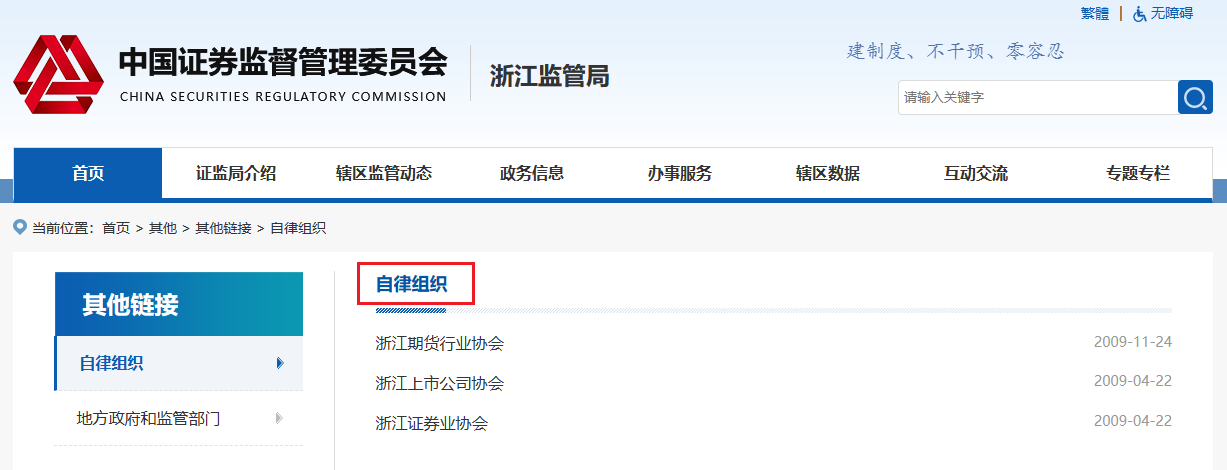 繁體 | 无障碍
中国证券监督管理委员会
CHINA SECURITIES REGULATORY COMMISSION
浙江监管局
建制度、不干预、零容忍
请输入关键字
首页 证监局介绍 辖区监管动态 政务信息 办事服务 辖区数据 互动交流 专题专栏
当前位置：首页 > 其他 > 其他链接 > 自律组织
其他链接
自律组织
地方政府和监管部门
自律组织
浙江期货行业协会 2009-11-24
浙江上市公司协会 2009-04-22
浙江证券业协会 2009-04-22